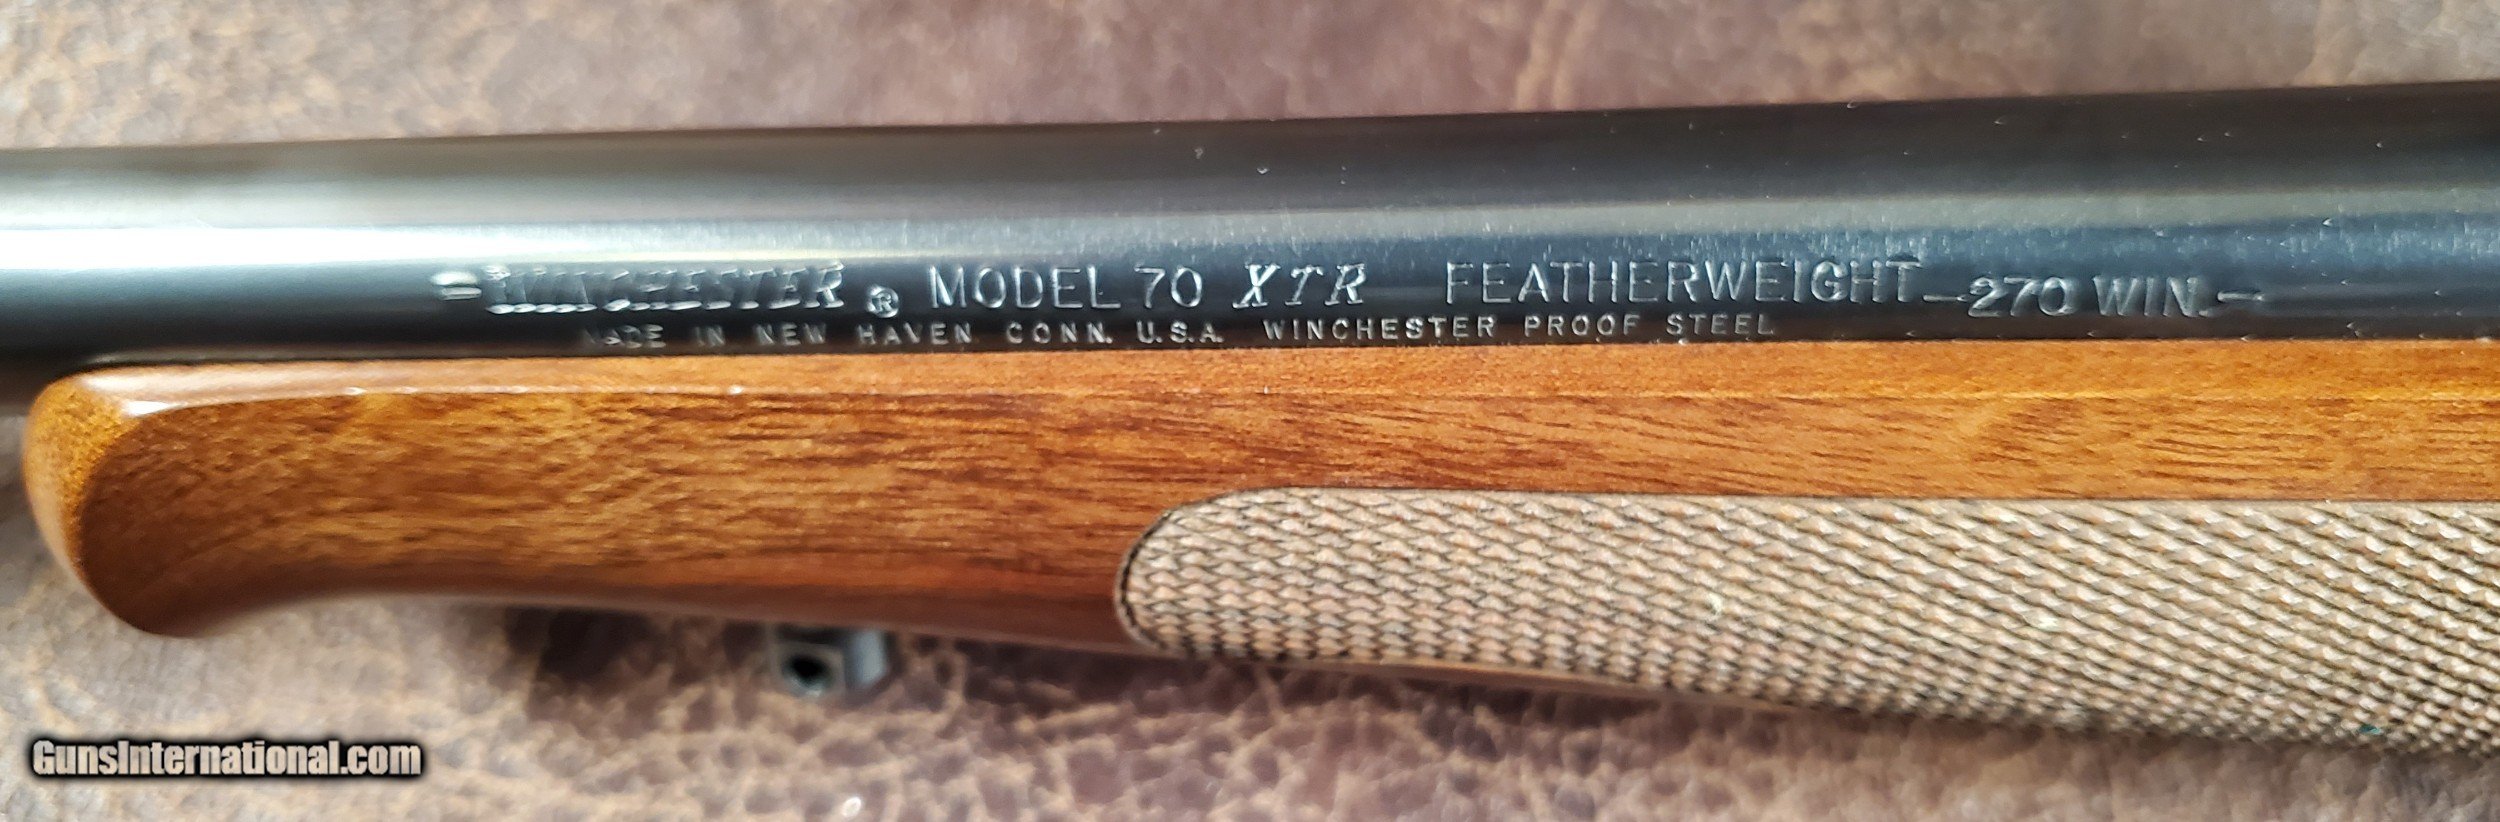 -WINCHESTER® MODEL 70 XTR FEATHERWEIGHT -270 WIN.-
MADE IN NEW HAVEN CONN. U.S.A. WINCHESTER PROOF STEEL
GunsInternational.com